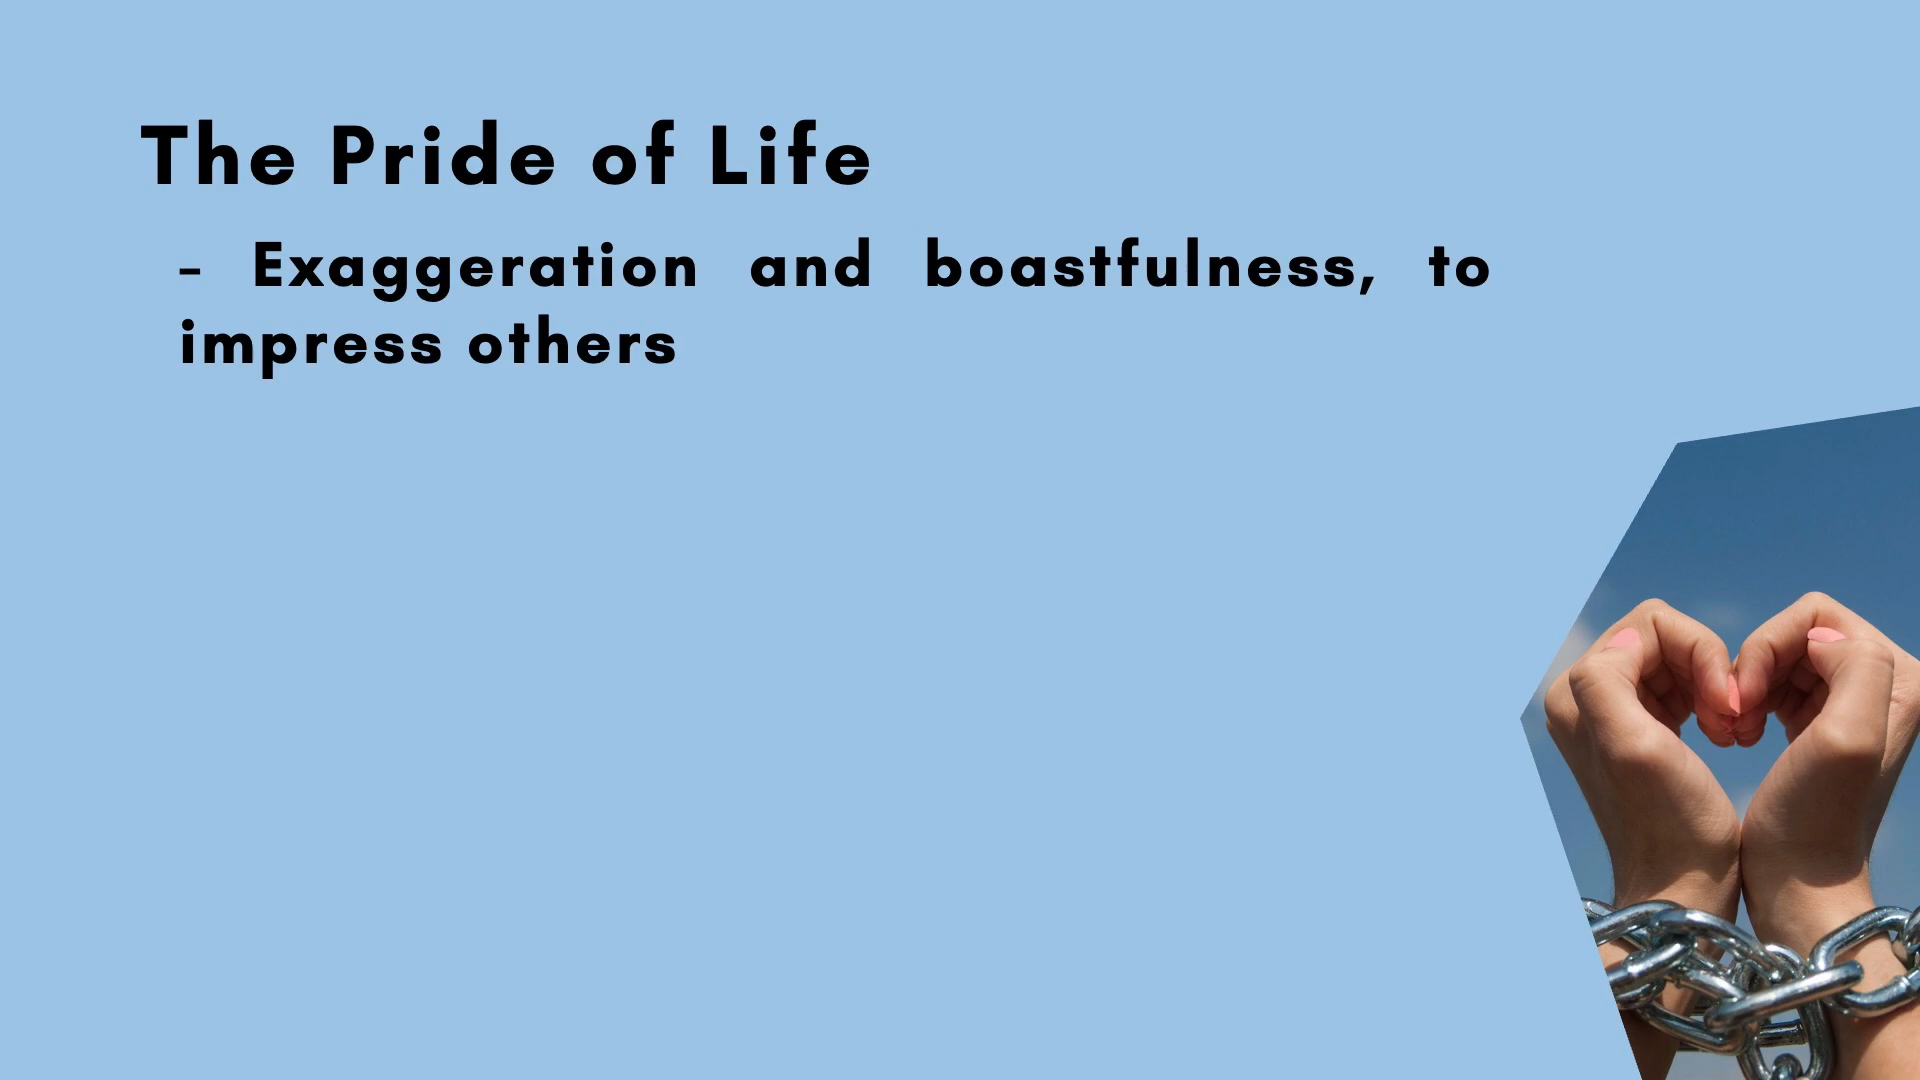 The Pride of Life
- Exaggeration and boastfulness, to
impress others